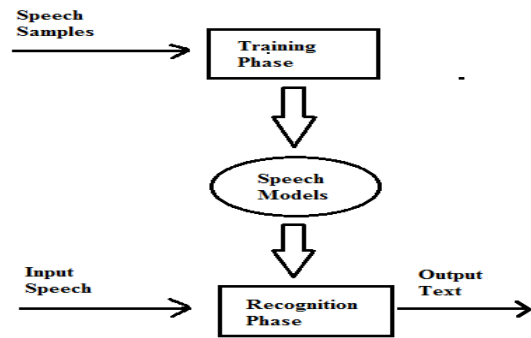 Speech
Samples
Training
Phase
Speech
Models
Input
Speech
Recognition
Phase
Output
Text